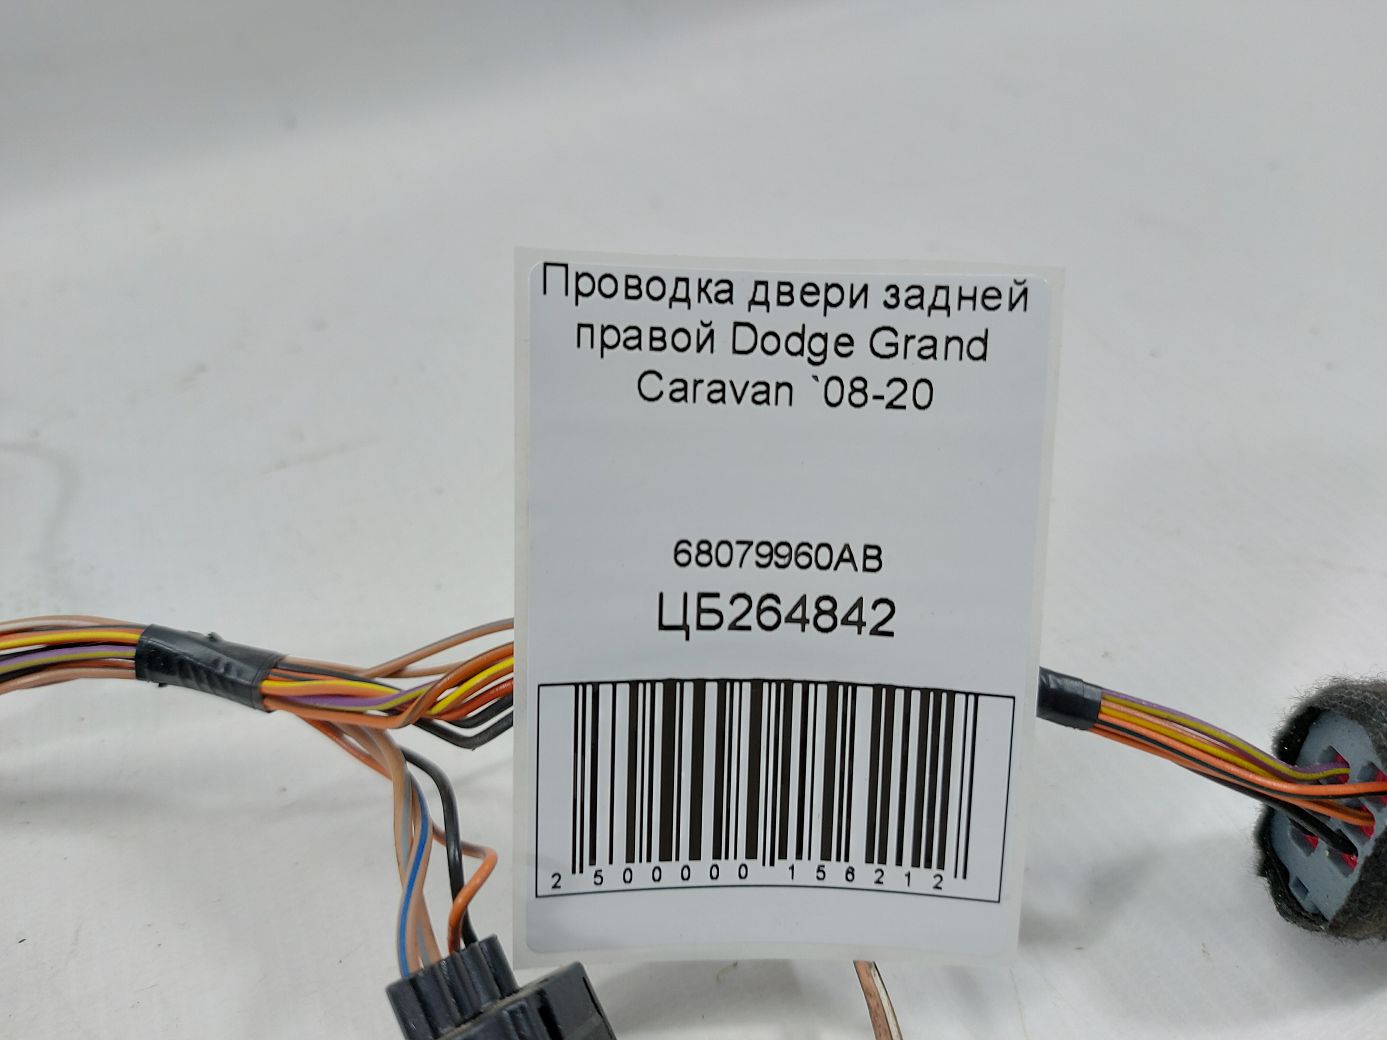 Проводка двери задней
правой Dodge Grand
Caravan `08-20
68079960AB
ЦБ264842
2 500000 156212